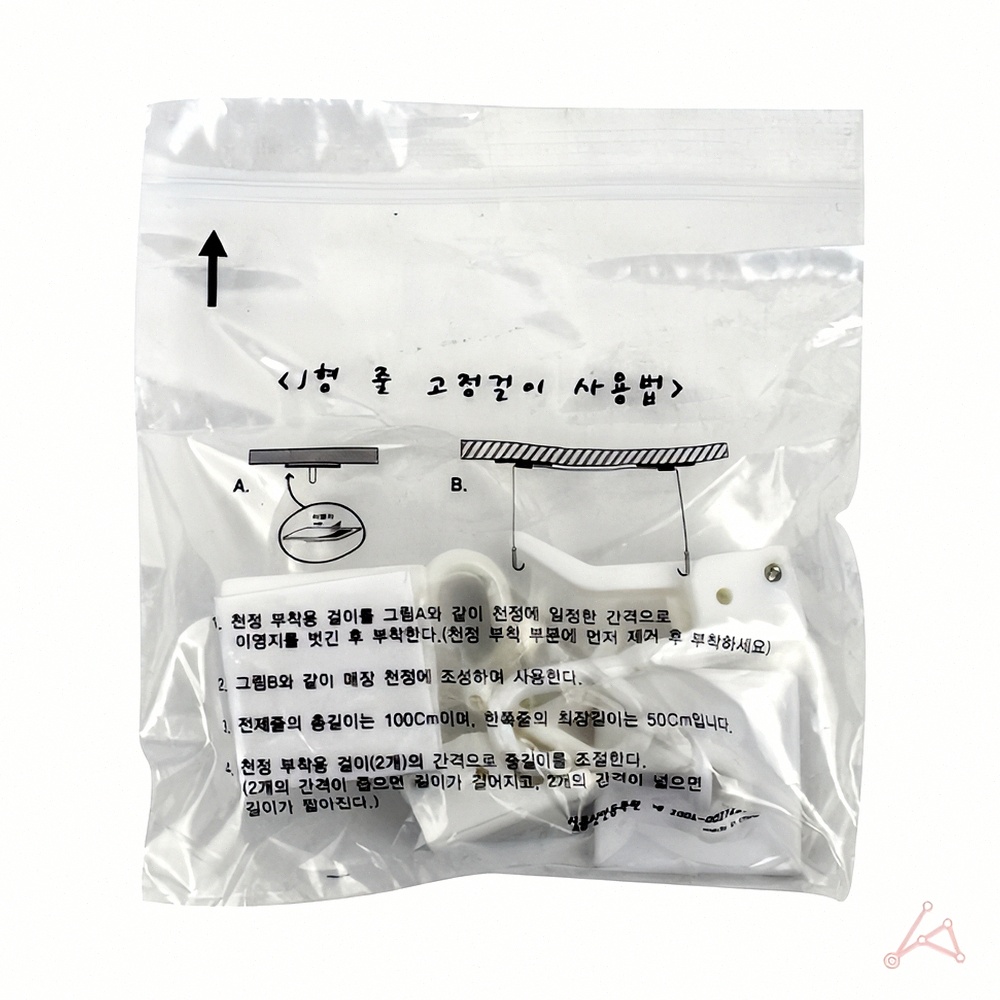 <J형 줄 고정걸이 사용법>
A.
B.
1. 천정 부착용 걸이를 그림A와 같이 천정에 일정한 간격으로
이영지를 벗긴 후 부착한다.(천정 부착 부분에 먼저 제거 후 부착하세요)
2. 그림B와 같이 매장 천정에 조성하며 사용한다.
3. 전체줄의 총길이는 100Cm이며, 한쪽줄의 최장길이는 50Cm입니다.
4. 천정 부착용 걸이(2개)의 간격으로 줄길이를 조절한다.
(2개의 간격이 좁으면 길이가 길어지고, 2개의 간격이 넓으면
길이가 짧아진다.)